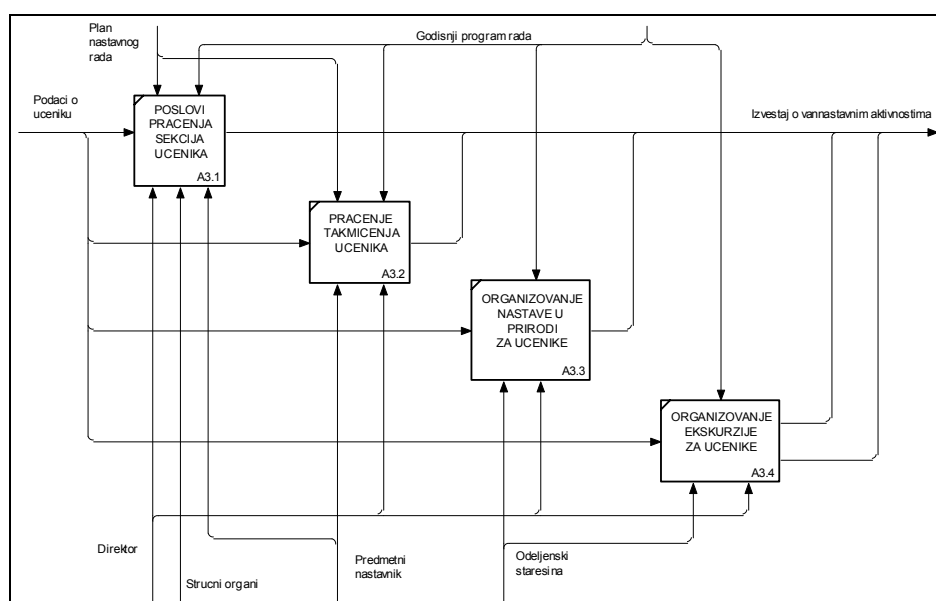 Plan
nastavnog
rada
Godisnji program rada
Podaci o
uceniku
POSLOVI
PRACENJA
SEKCIJA
UCENIKA
A3.1
Izvestaj o vannastavnim aktivnostima
PRACENJE
TAKMICENJA
UCENIKA
A3.2
ORGANIZOVANJE
NASTAVE U
PRIRODI
ZA UCENIKE
A3.3
ORGANIZOVANJE
EKSKURZIJE
ZA UCENIKE
A3.4
Direktor
Strucni organi
Predmetni
nastavnik
Odeljenski
staresina